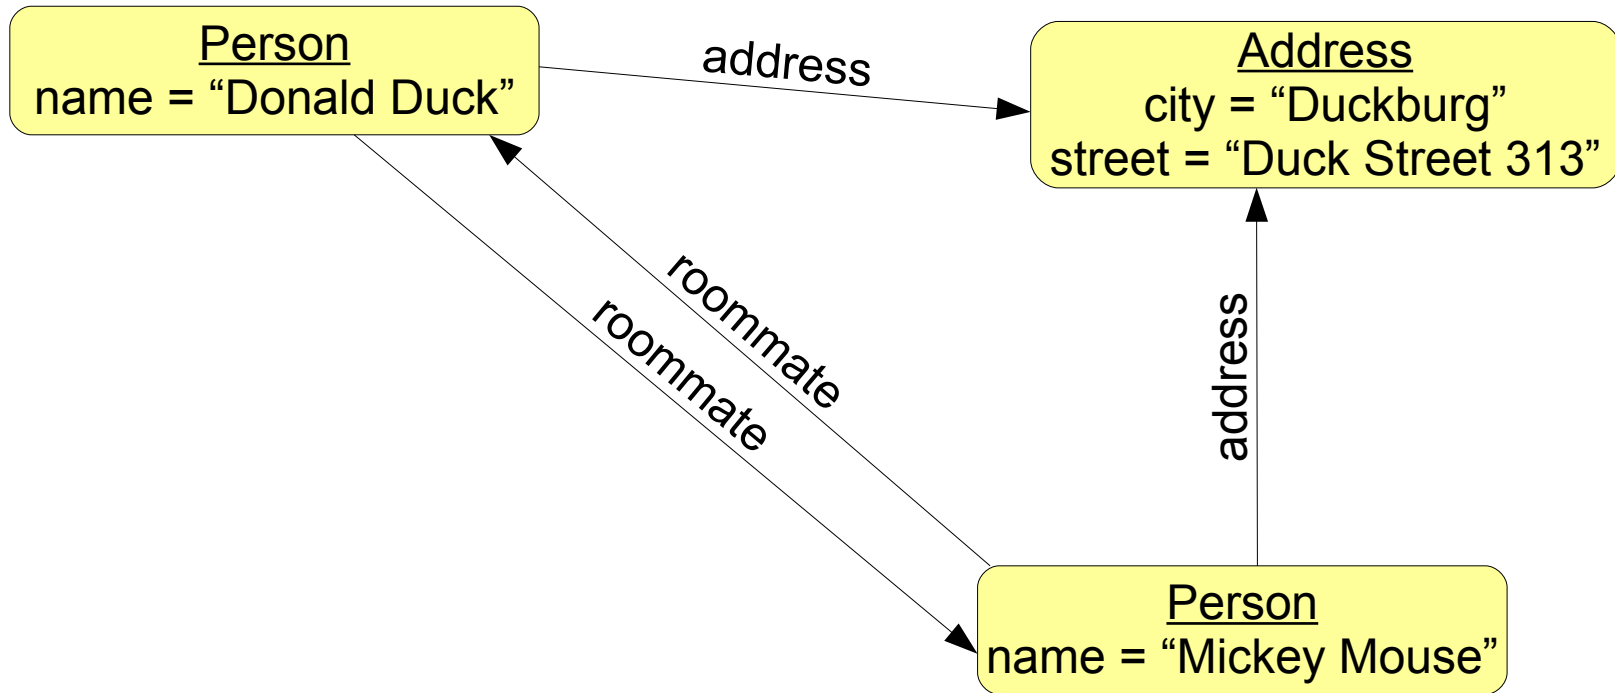 Person
name = “Donald Duck”
address
Address
city = “Duckburg”
street = “Duck Street 313”
roommate
roommate
address
Person
name = “Mickey Mouse”